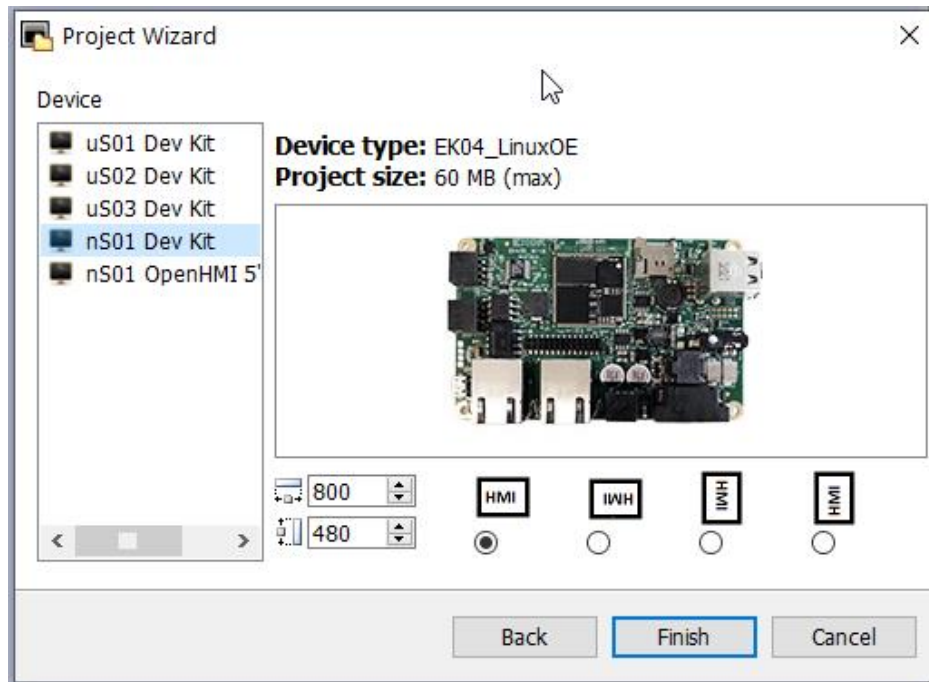 Project Wizard
Device
uS01 Dev Kit
uS02 Dev Kit
uS03 Dev Kit
nS01 Dev Kit
nS01 OpenHMI 5'
Device type: EK04_LinuxOE
Project size: 60 MB (max)
800
480
HMI
HMI
HMI
HMI
Back
Finish
Cancel